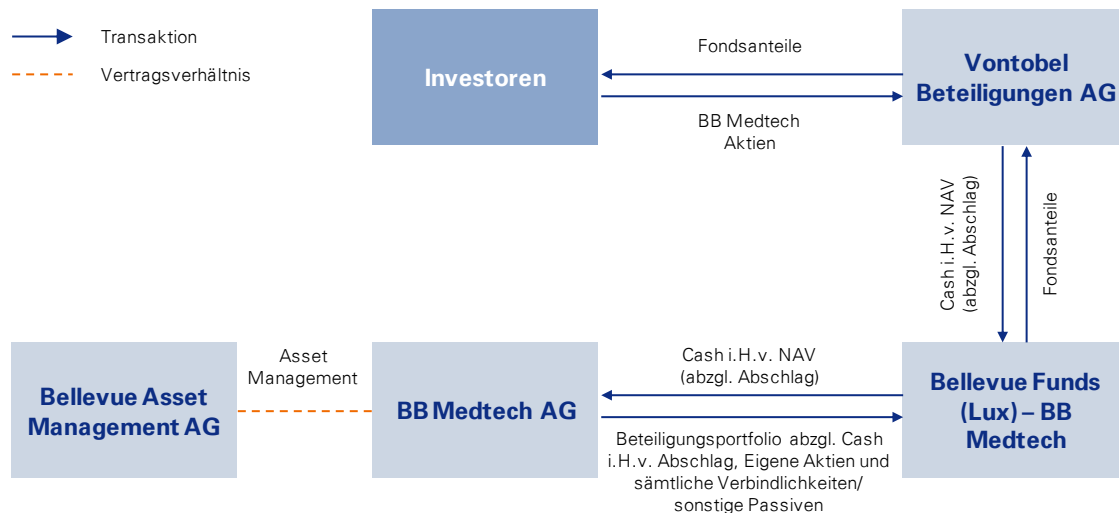 Transaktion
Vertragsverhältnis
Investoren
Fondsanteile
BB Medtech
Aktien
Vontobel
Beteiligungen AG
Cash i.H.v. NAV
(abzgl. Abschlag)
Fondsanteile
Bellevue Asset
Management AG
Asset
Management
BB Medtech AG
Cash i.H.v. NAV
(abzgl. Abschlag)
Beteiligungsportfolio abzgl. Cash
i.H.v. Abschlag, Eigene Aktien und
sämtliche Verbindlichkeiten/
sonstige Passiven
Bellevue Funds
(Lux) – BB
Medtech